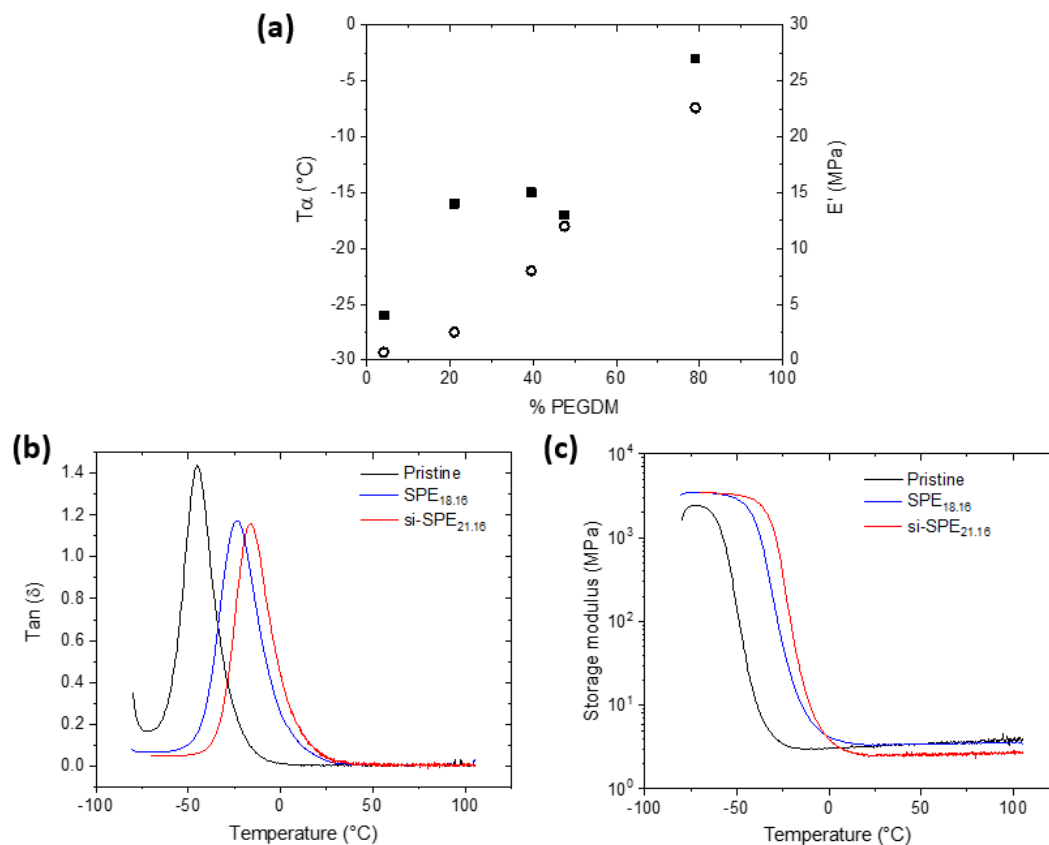 (a)
0
-5
-10
-15
-20
-25
-30
Tα (°C)
30
25
20
15
10
5
0
E' (MPa)
0 20 40 60 80 100
% PEGDM
(b)
1.4
1.2
1.0
0.8
0.6
0.4
0.2
0.0
Tan (δ)
Pristine
SPE18.16
si-SPE21.16
-100 -50 0 50 100
Temperature (°C)
(c)
10⁴
10³
10²
10¹
10⁰
Storage modulus (MPa)
Pristine
SPE18.16
si-SPE21.16
-100 -50 0 50 100
Temperature (°C)